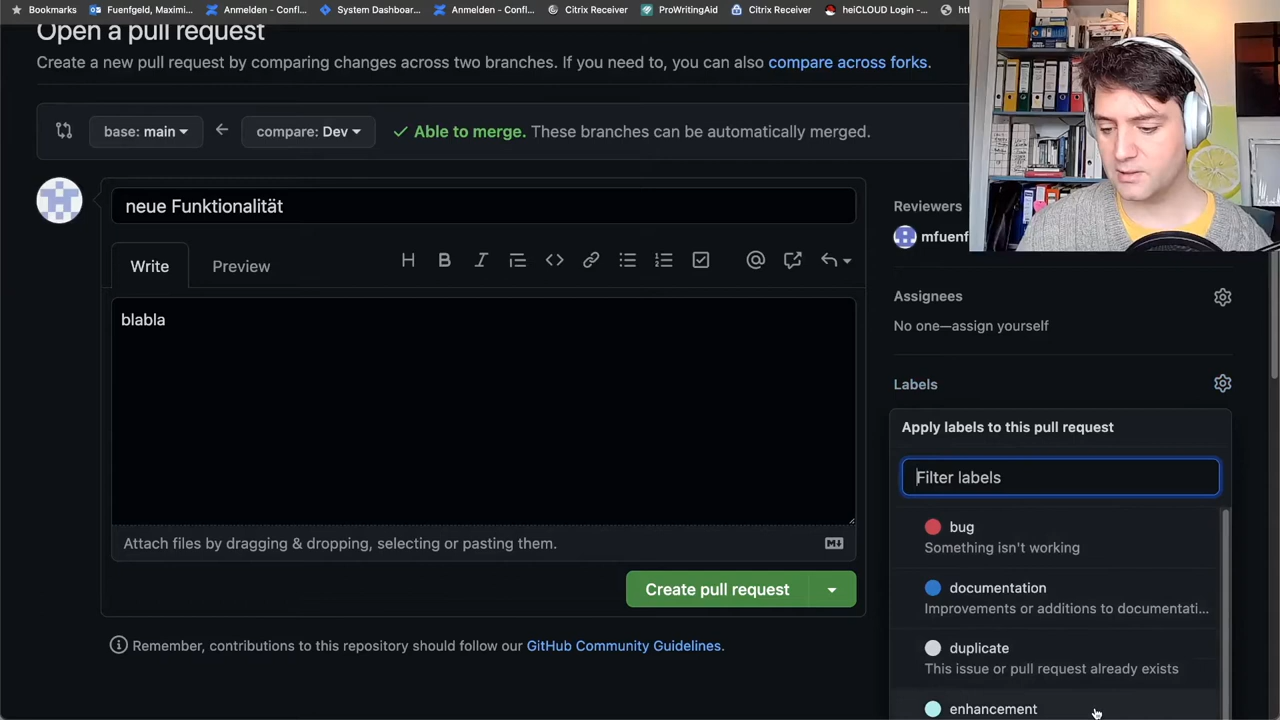 Bookmarks Fuenfgeld, Maximi... Anmelden - Confl... System Dashboar... Anmelden - Confl... Citrix Receiver ProWritingAid Citrix Receiver heiCLOUD Login -...
Open a pull request
Create a new pull request by comparing changes across two branches. If you need to, you can also compare across forks.
base: main compare: Dev Able to merge. These branches can be automatically merged.
neue Funktionalität
Reviewers
mfuenf
Write Preview
Assignees
No one—assign yourself
blabla
Labels
Apply labels to this pull request
Filter labels
bug
Something isn't working
Attach files by dragging & dropping, selecting or pasting them.
Create pull request
documentation
Improvements or additions to documentati...
Remember, contributions to this repository should follow our GitHub Community Guidelines.
duplicate
This issue or pull request already exists
enhancement